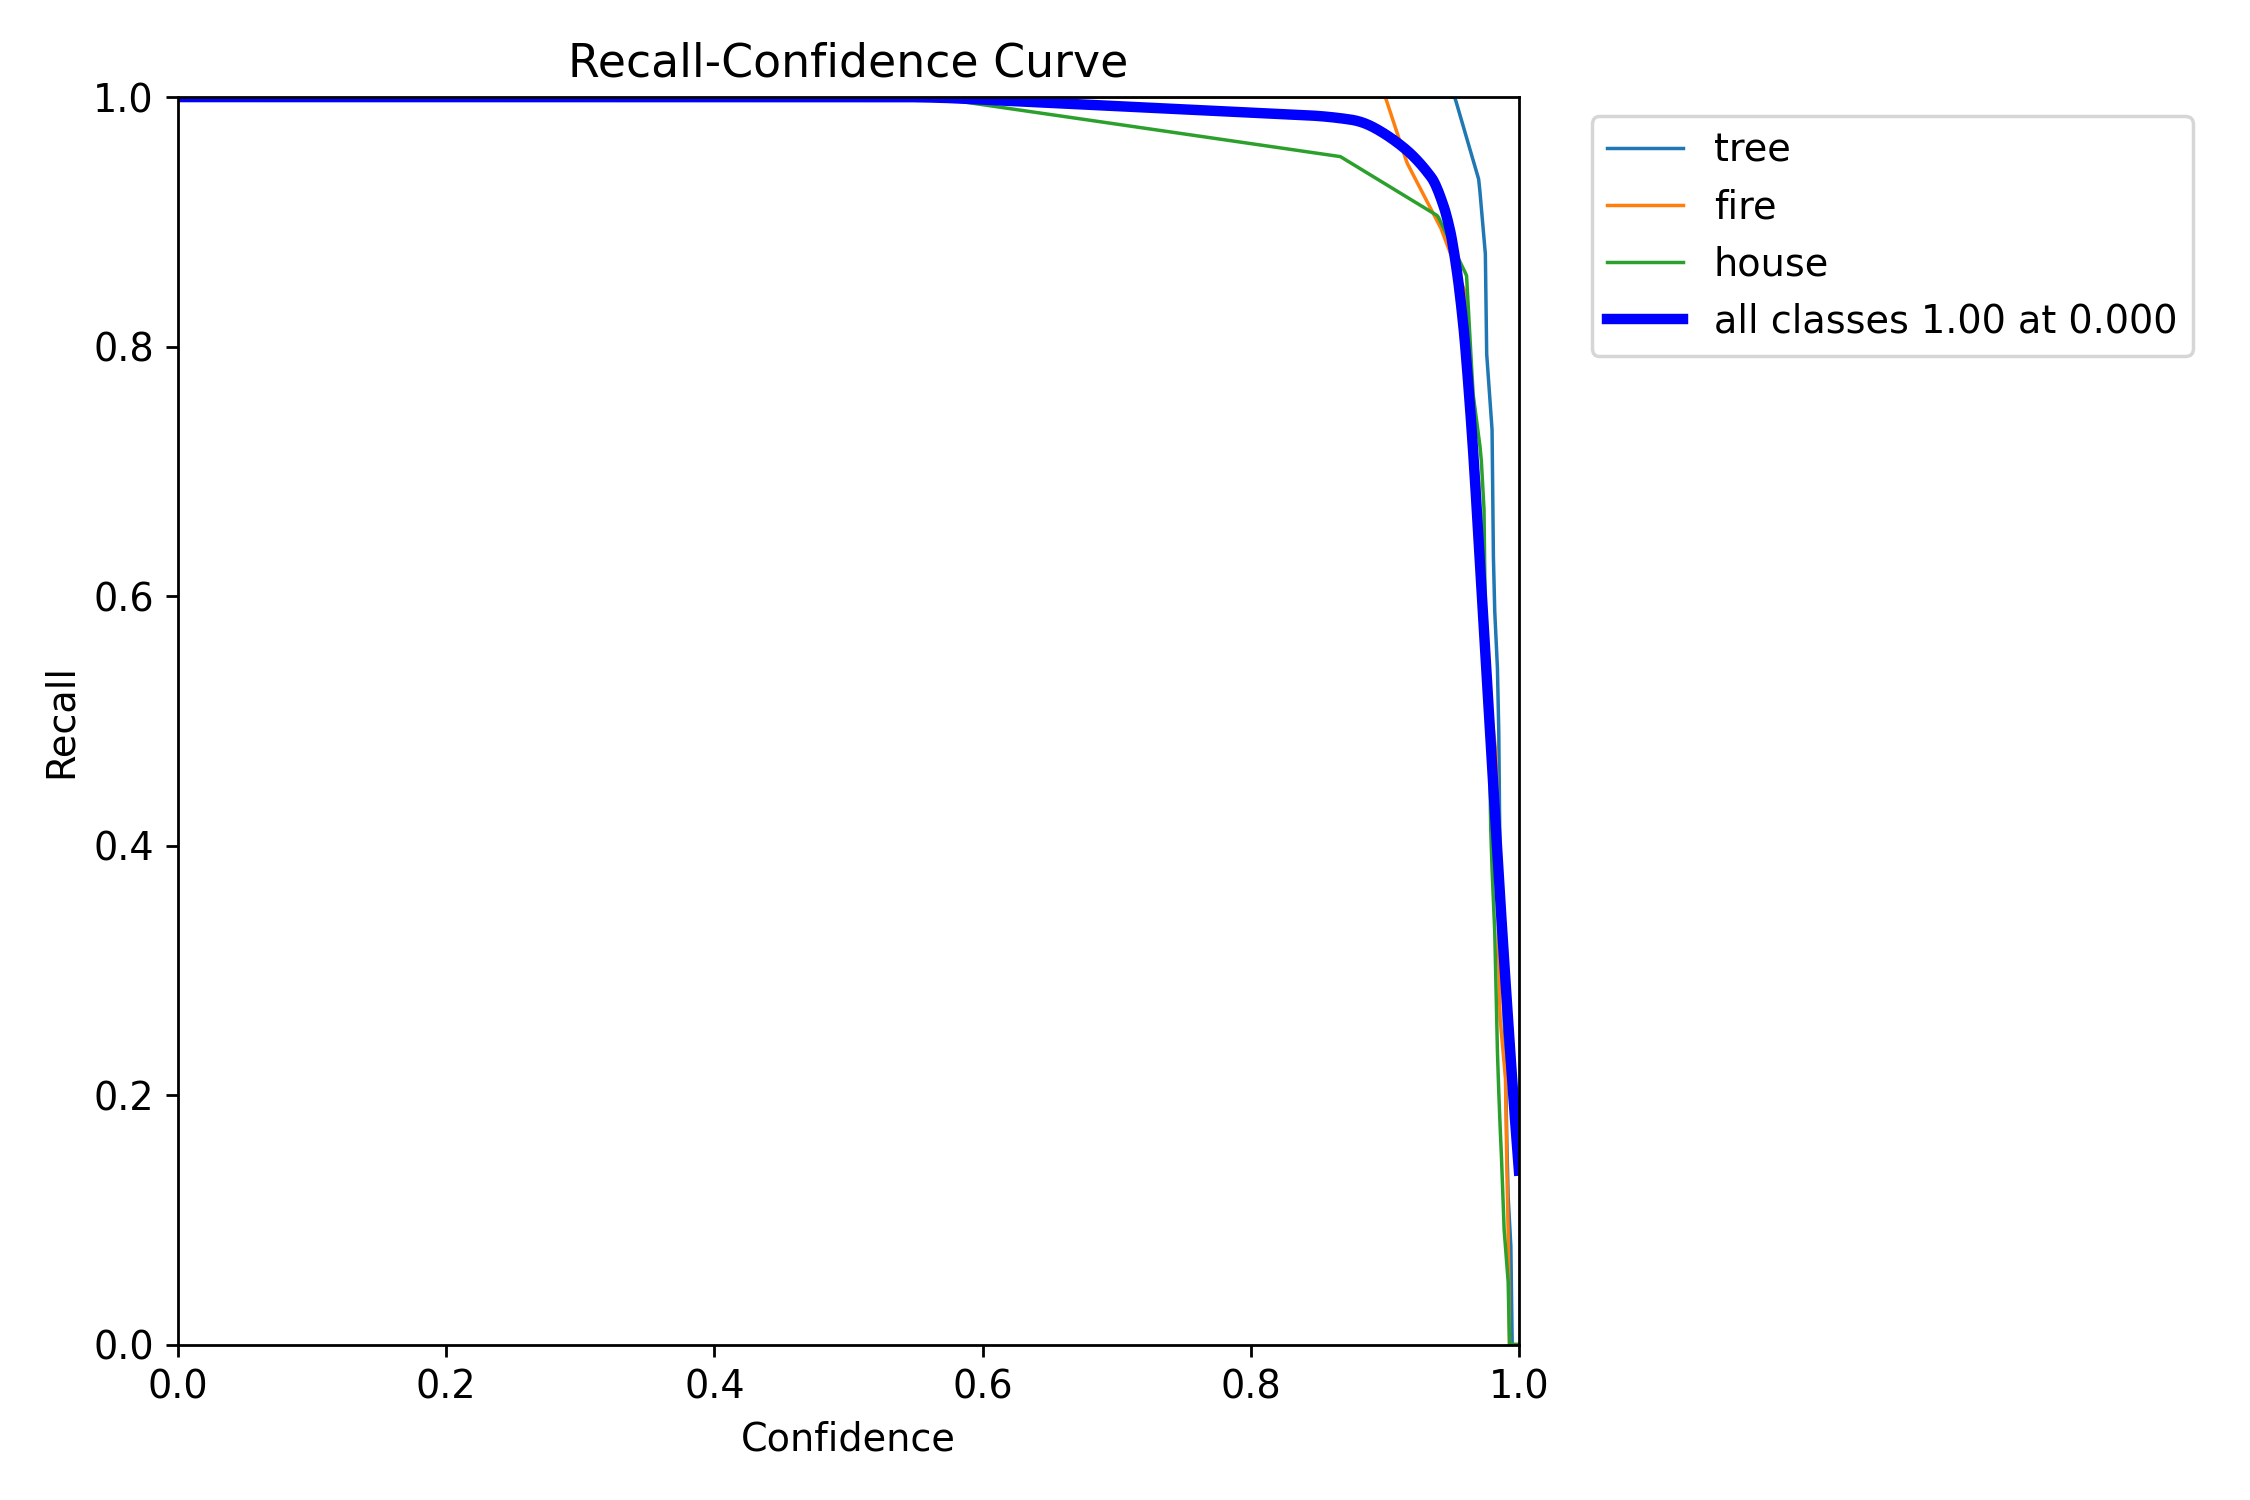 Recall-Confidence Curve
1.0
0.8
0.6
0.4
0.2
0.0
Recall
0.0 0.2 0.4 0.6 0.8 1.0
Confidence
tree
fire
house
all classes 1.00 at 0.000